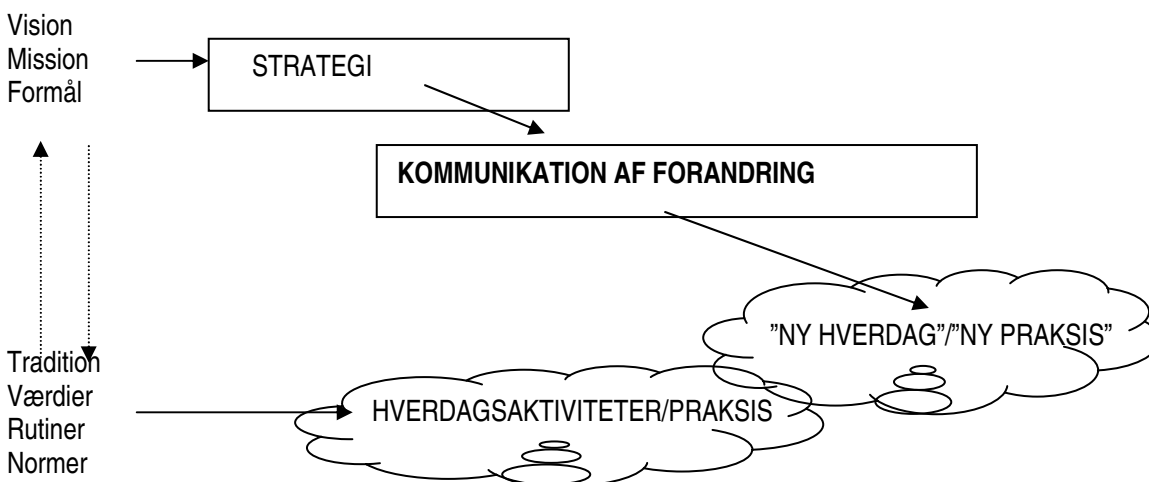 Vision
Mission
Formål
STRATEGI
KOMMUNIKATION AF FORANDRING
”NY HVERDAG”/”NY PRAKSIS”
Tradition
Værdier
Rutiner
Normer
HVERDAGSAKTIVITETER/PRAKSIS